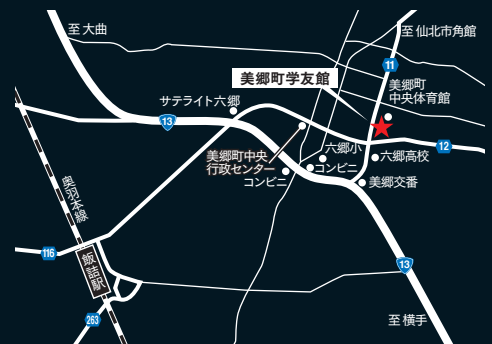 至 大曲
至 仙北市角館
11
美郷町学友館
美郷町
中央体育館
サテライト六郷
13
六郷小
12
美郷町中央
行政センター
六郷高校
コンビニ
コンビニ
美郷交番
奥羽本線
116
飯詰駅
13
263
至 横手